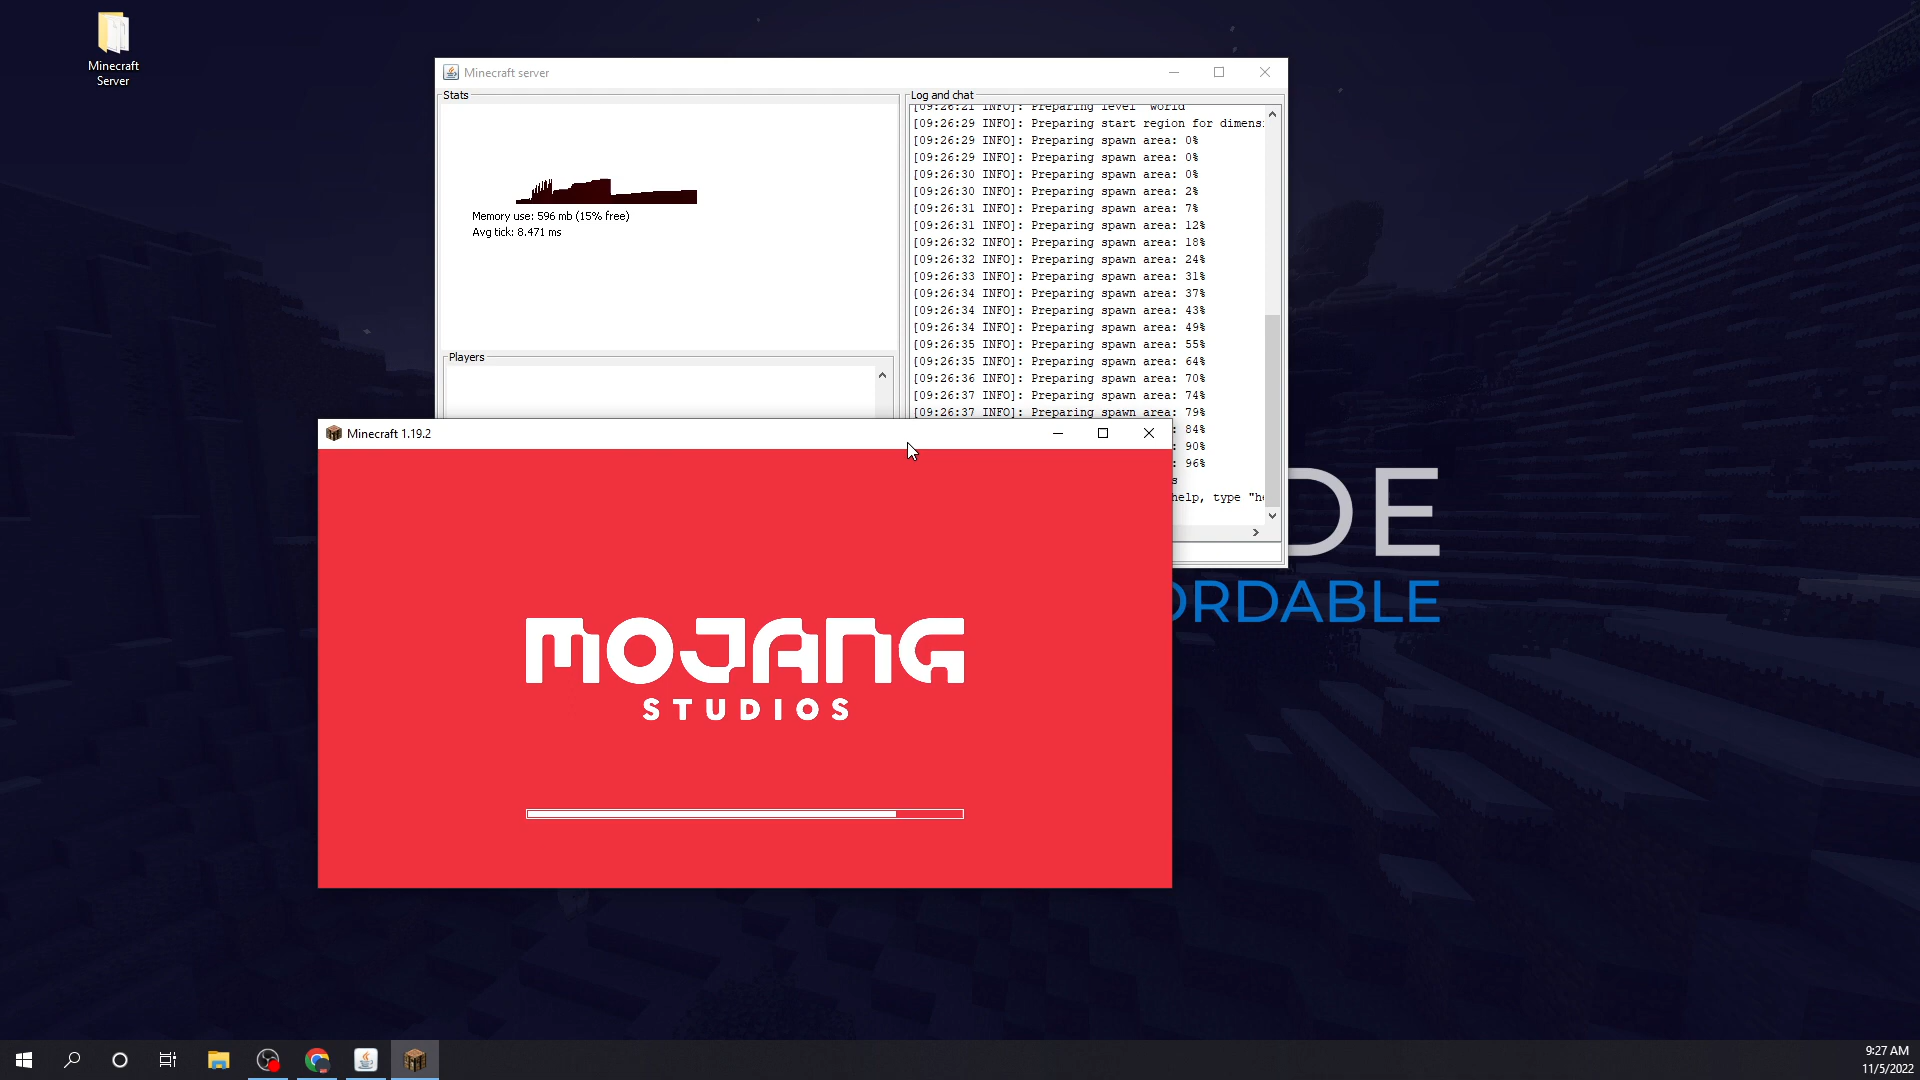 Minecraft
Server
Minecraft server
Stats
Memory use: 596 mb (15% free)
Avg tick: 8.471 ms
Players
Log and chat
[09:26:21 INFO]: Preparing level "world"
[09:26:29 INFO]: Preparing start region for dimens
[09:26:29 INFO]: Preparing spawn area: 0%
[09:26:29 INFO]: Preparing spawn area: 0%
[09:26:30 INFO]: Preparing spawn area: 0%
[09:26:30 INFO]: Preparing spawn area: 2%
[09:26:31 INFO]: Preparing spawn area: 7%
[09:26:31 INFO]: Preparing spawn area: 12%
[09:26:32 INFO]: Preparing spawn area: 18%
[09:26:32 INFO]: Preparing spawn area: 24%
[09:26:33 INFO]: Preparing spawn area: 31%
[09:26:34 INFO]: Preparing spawn area: 37%
[09:26:34 INFO]: Preparing spawn area: 43%
[09:26:34 INFO]: Preparing spawn area: 49%
[09:26:35 INFO]: Preparing spawn area: 55%
[09:26:35 INFO]: Preparing spawn area: 64%
[09:26:36 INFO]: Preparing spawn area: 70%
[09:26:37 INFO]: Preparing spawn area: 74%
[09:26:37 INFO]: Preparing spawn area: 79%
: 84%
: 90%
: 96%
s
help, type "he
Minecraft 1.19.2
MOJANG
STUDIOS
DE
ORDABLE
9:27 AM
11/5/2022